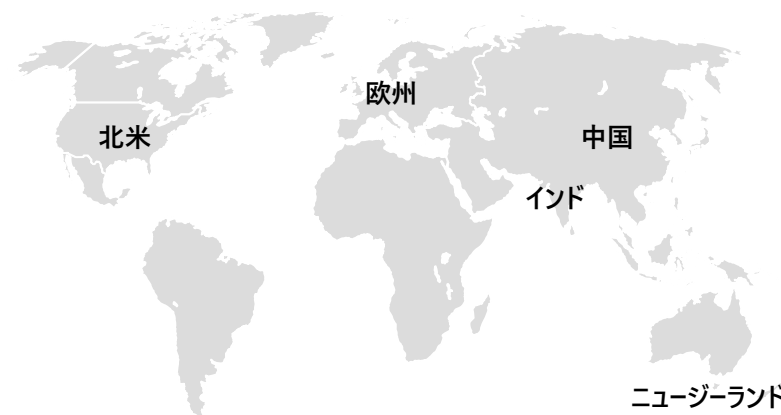 欧州
北米
中国
インド
ニュージーランド